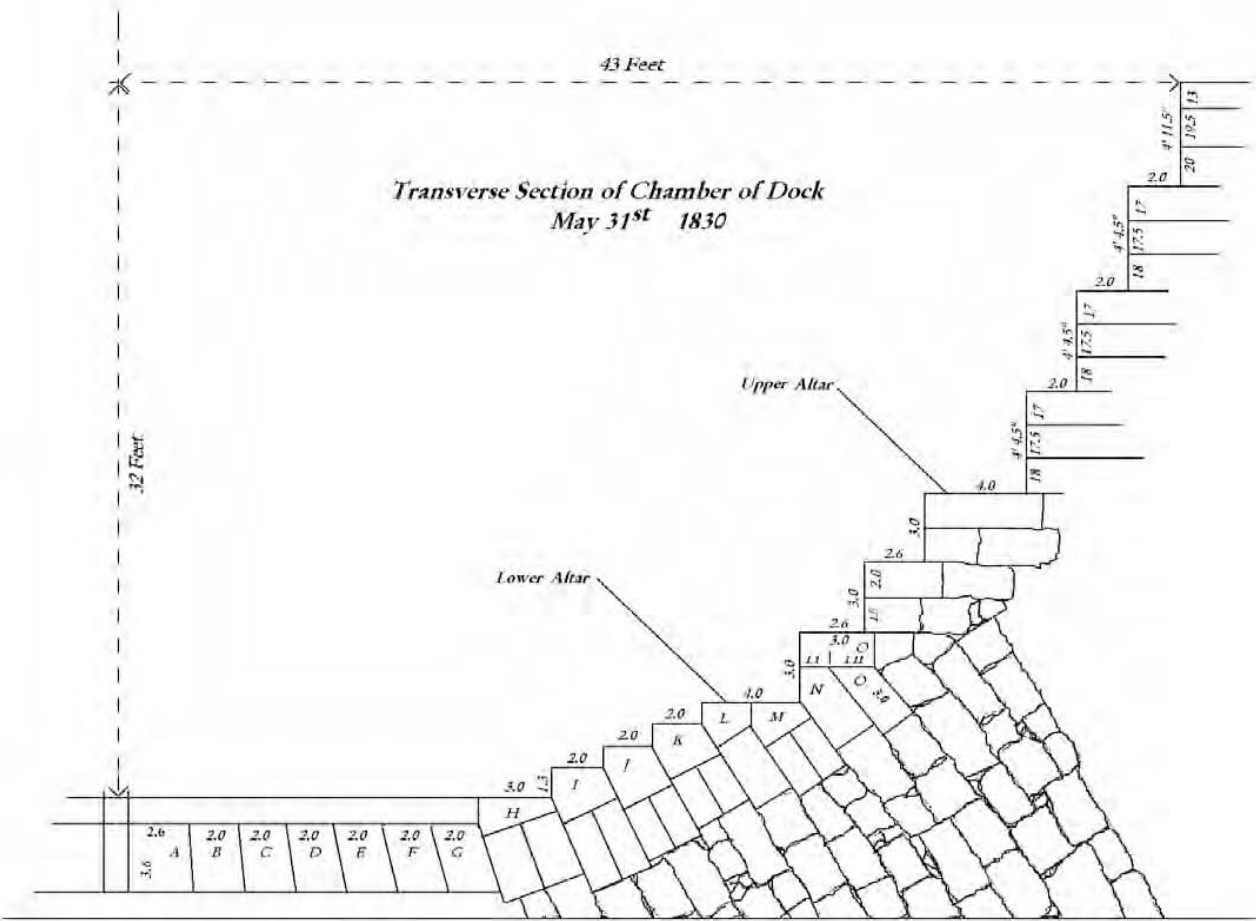 43 Feet
13
4' 11.5"
19.5
20
Transverse Section of Chamber of Dock
May 31st 1830
2.0
17
4' 4.5"
17.5
18
2.0
17
4' 4.5"
17.5
18
Upper Altar
2.0
17
4' 4.5"
17.5
18
32 Feet
4.0
3.0
2.6
2.0
3.0
Lower Altar
2.6
3.0
O
1.1
1.11
3.0
N
O
3.0
4.0
L
M
2.0
K
2.0
J
2.0
I
1.3
3.0
H
2.6
2.0
2.0
2.0
2.0
2.0
2.0
A
B
C
D
E
F
G
3.6